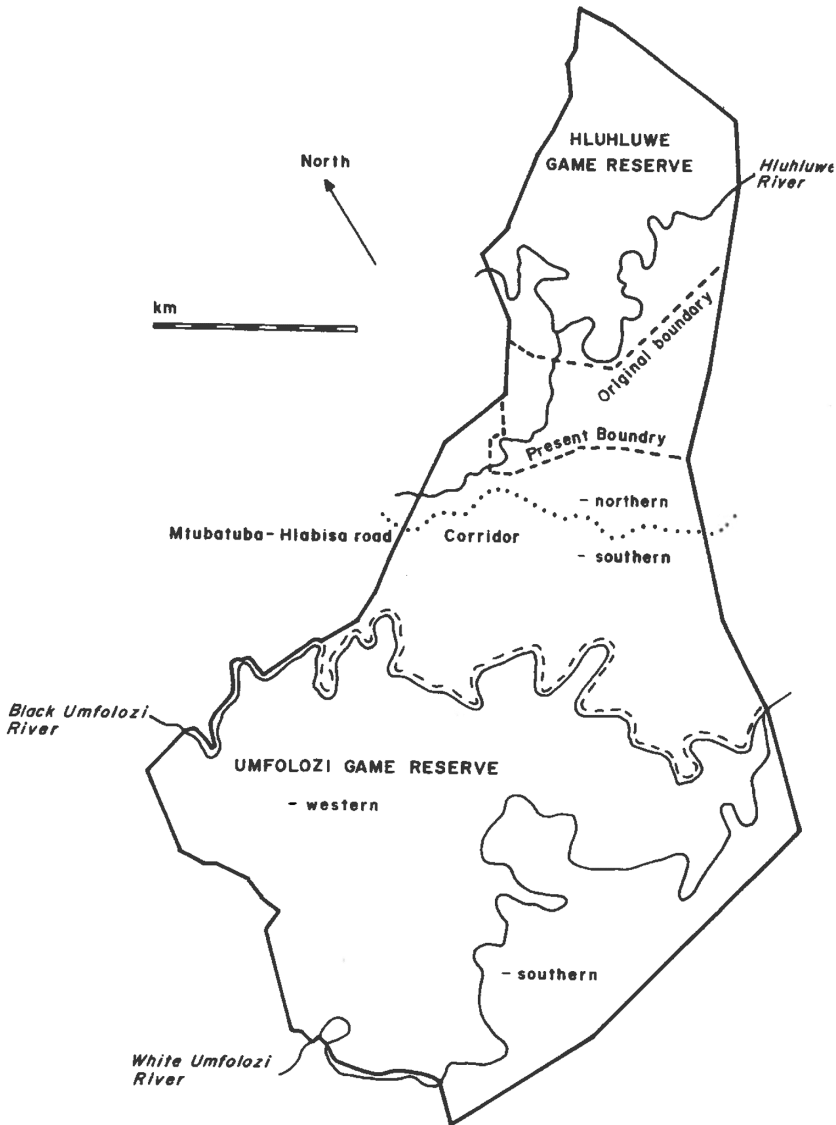 HLUHLUWE
GAME RESERVE
Hluhluwe
River
North
km
Original boundary
Present Boundry
- northern
Mtubatuba - Hlabisa road
Corridor
- southern
Black Umfolozi
River
UMFOLOZI GAME RESERVE
- western
- southern
White Umfolozi
River